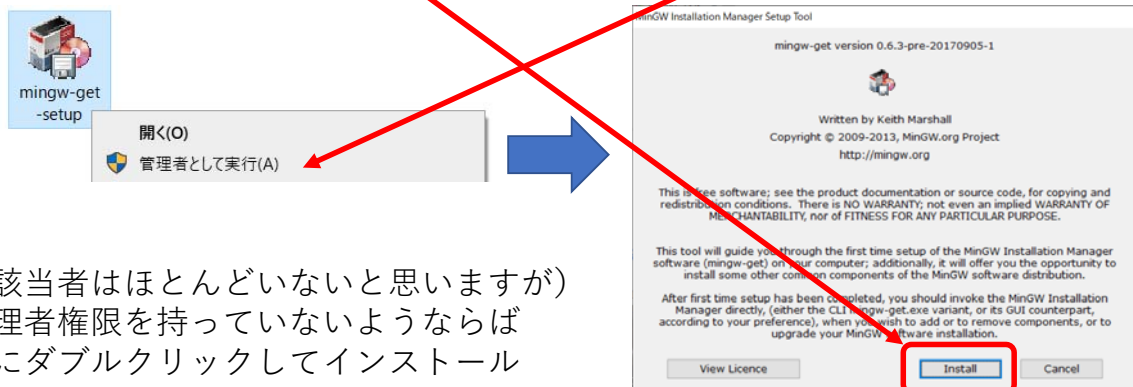 mingw-get
-setup
開く(O)
管理者として実行(A)
MinGW Installation Manager Setup Tool
mingw-get version 0.6.3-pre-20170905-1
Written by Keith Marshall
Copyright © 2009-2013, MinGW.org Project
http://mingw.org
This is free software; see the product documentation or source code, for copying and
redistribution conditions. There is NO WARRANTY; not even an implied WARRANTY OF
MERCHANTABILITY, nor of FITNESS FOR ANY PARTICULAR PURPOSE.
This tool will guide you through the first time setup of the MinGW Installation Manager
software (mingw-get) on your computer; additionally, it will offer you the opportunity to
install some other common components of the MinGW software distribution.
After first time setup has been completed, you should invoke the MinGW Installation
Manager directly, (either the CLI mingw-get.exe variant, or its GUI counterpart,
according to your preference), when you wish to add or to remove components, or to
upgrade your MinGW software installation.
View Licence
Install
Cancel
該当者はほとんどいないと思いますが)
理者権限を持っていないようならば
にダブルクリックしてインストール